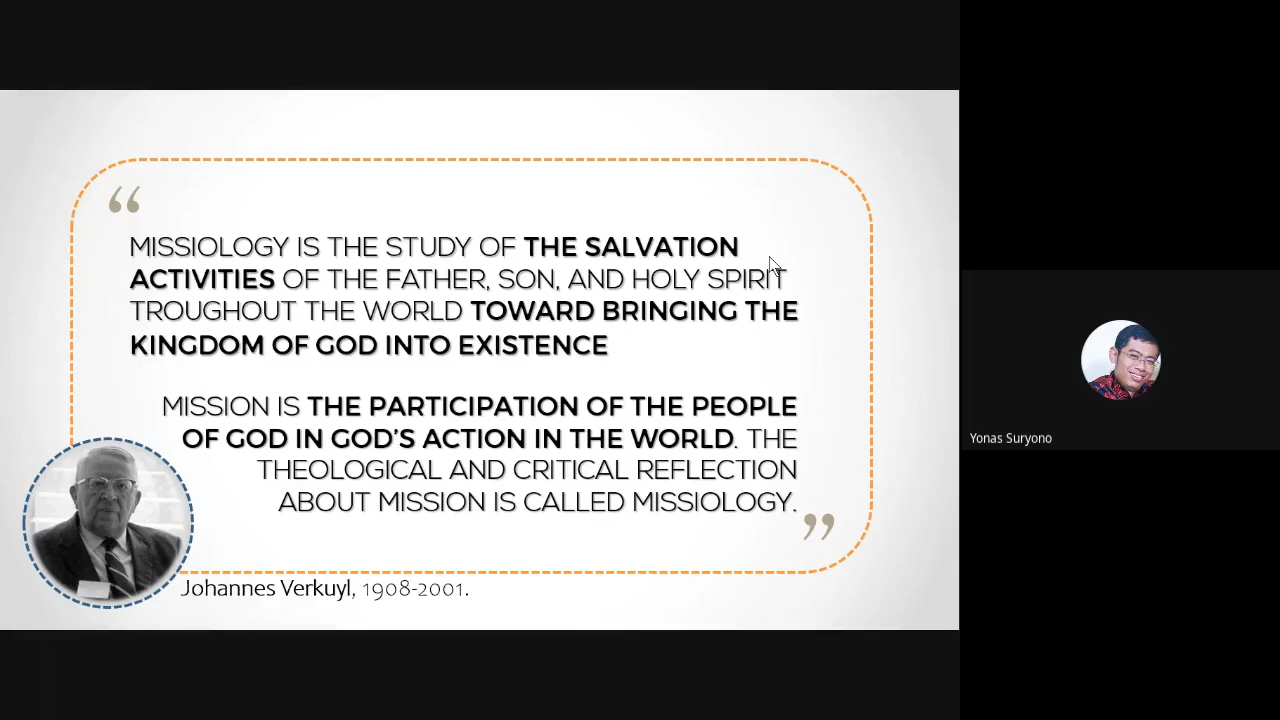 “
MISSIOLOGY IS THE STUDY OF THE SALVATION
ACTIVITIES OF THE FATHER, SON, AND HOLY SPIRIT
TROUGHOUT THE WORLD TOWARD BRINGING THE
KINGDOM OF GOD INTO EXISTENCE
MISSION IS THE PARTICIPATION OF THE PEOPLE
OF GOD IN GOD’S ACTION IN THE WORLD. THE
THEOLOGICAL AND CRITICAL REFLECTION
ABOUT MISSION IS CALLED MISSIOLOGY.
”
Johannes Verkuyl, 1908-2001.
Yonas Suryono